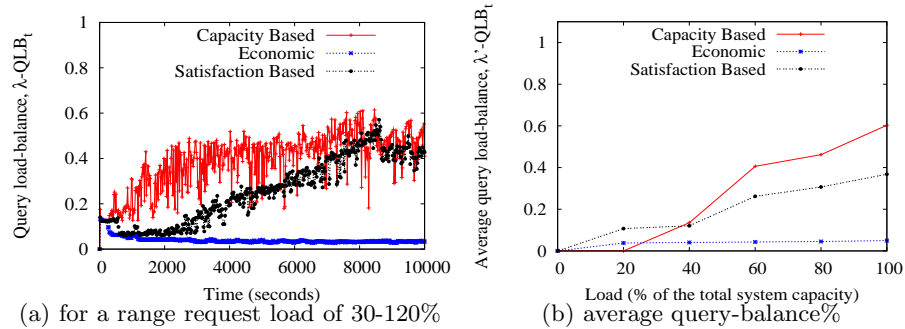 Query load-balance, λ-QLBt
1
0.8
0.6
0.4
0.2
0
Capacity Based
Economic
Satisfaction Based
0 2000 4000 6000 8000 10000
Time (seconds)
(a) for a range request load of 30-120%
Average query load-balance, λ'-QLBt
1
0.8
0.6
0.4
0.2
0
Capacity Based
Economic
Satisfaction Based
0 20 40 60 80 100
Load (% of the total system capacity)
(b) average query-balance%